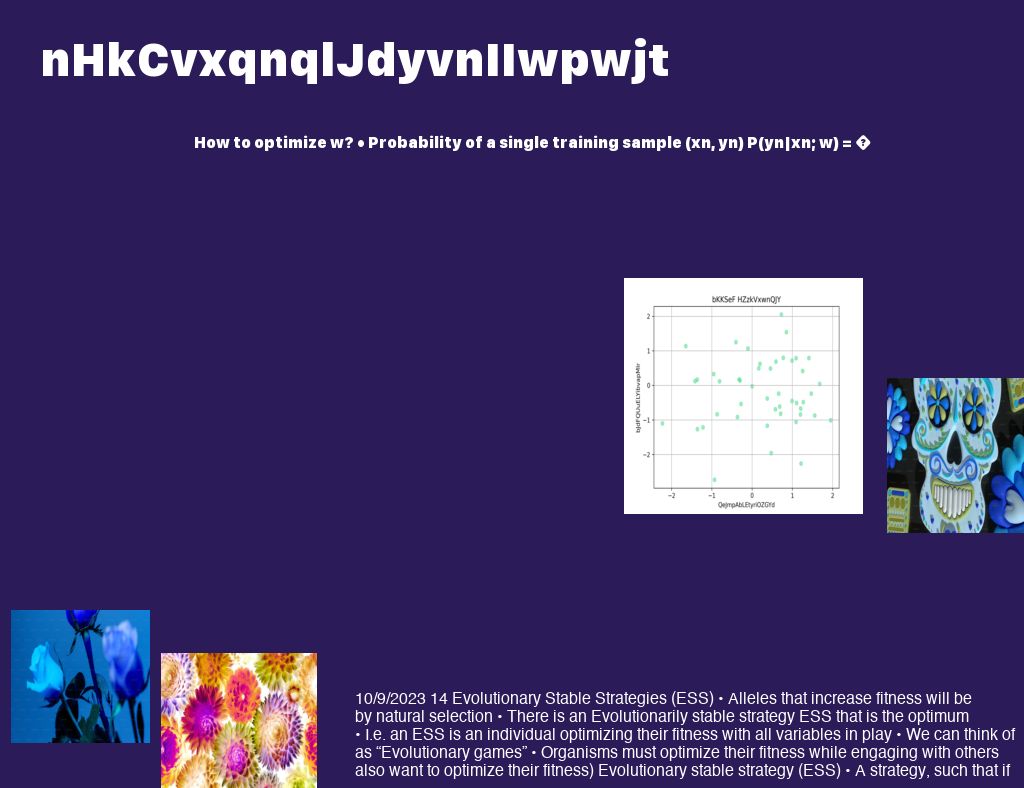 nHkCvxqnqlJdyvnIIwpwjt
How to optimize w? • Probability of a single training sample (xn, yn) P(yn|xn; w) = �
bKKSeF HZzkVxwnQJY
2
1
0
−1
−2
−2 −1 0 1 2
10/9/2023 14 Evolutionary Stable Strategies (ESS) • Alleles that increase fitness will be
by natural selection • There is an Evolutionarily stable strategy ESS that is the optimum
• I.e. an ESS is an individual optimizing their fitness with all variables in play • We can think of
as “Evolutionary games” • Organisms must optimize their fitness while engaging with others
also want to optimize their fitness) Evolutionary stable strategy (ESS) • A strategy, such that if